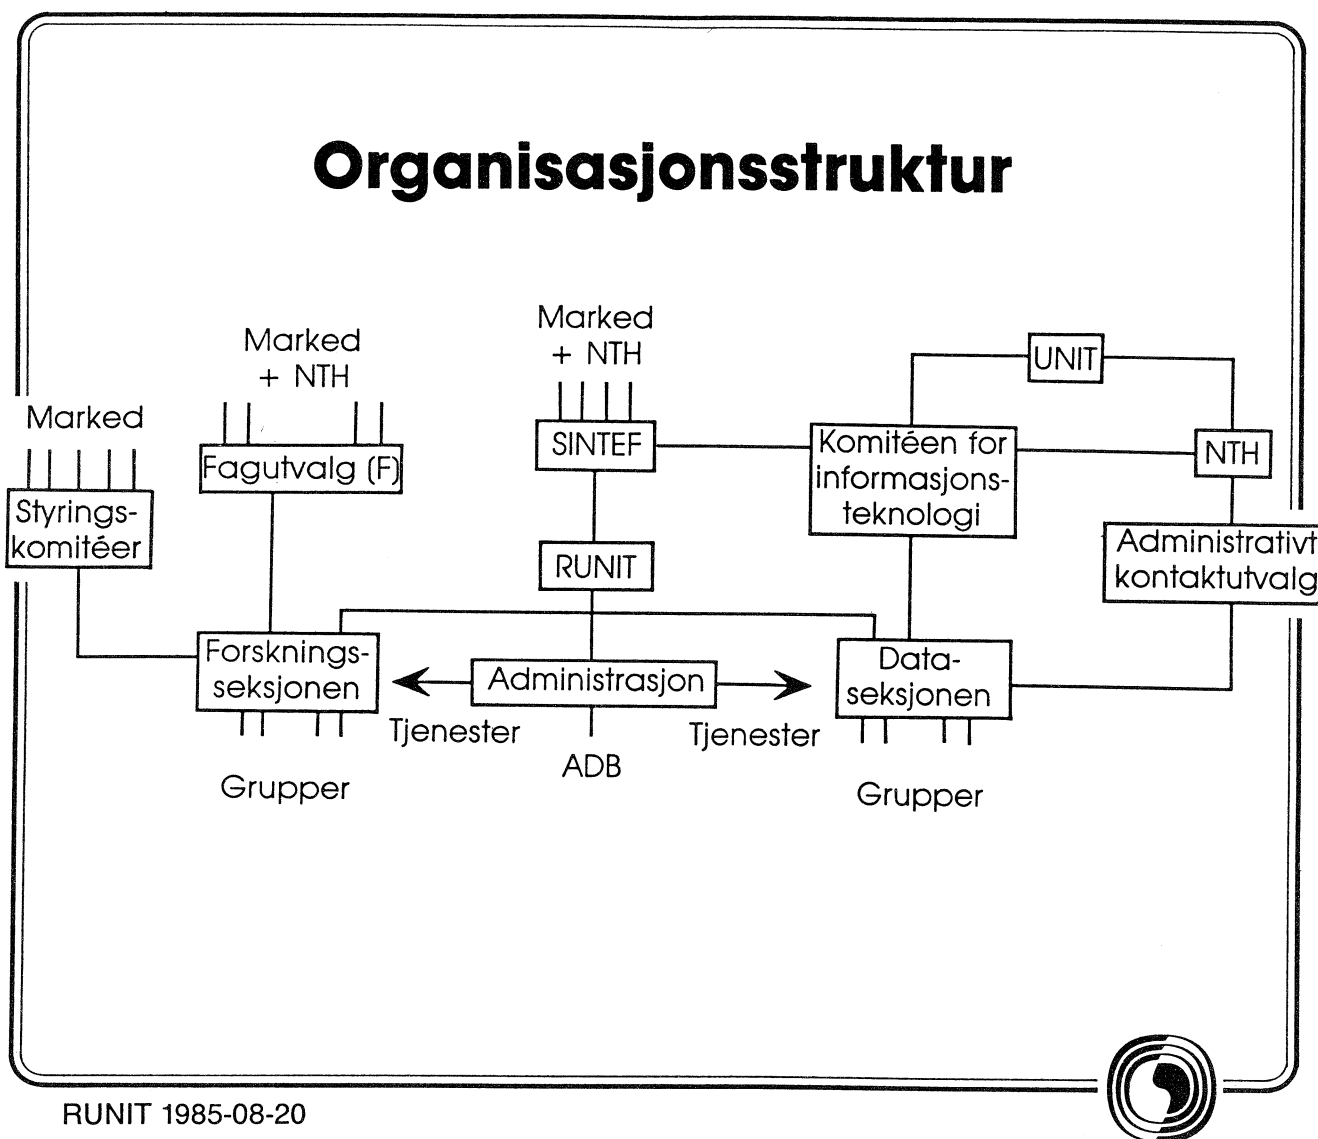 Organisasjonsstruktur
Marked
+ NTH
Marked
+ NTH
UNIT
Marked
Fagutvalg (F)
SINTEF
Komitéen for
informasjons-
teknologi
NTH
Styrings-
komitéer
RUNIT
Administrativt
kontaktutvalg
Forsknings-
seksjonen
Administrasjon
Data-
seksjonen
Tjenester
Tjenester
ADB
Grupper
Grupper
RUNIT 1985-08-20